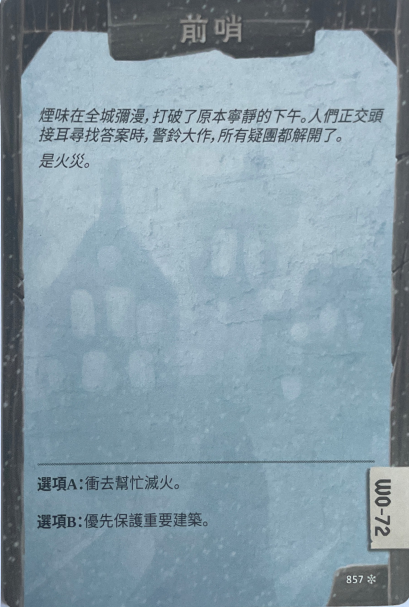 前哨
煙味在全城彌漫，打破了原本寧靜的下午。人們正交頭
接耳尋找答案時，警鈴大作，所有疑團都解開了。
是火災。
選項A：衝去幫忙滅火。
選項B：優先保護重要建築。
WO-72
857